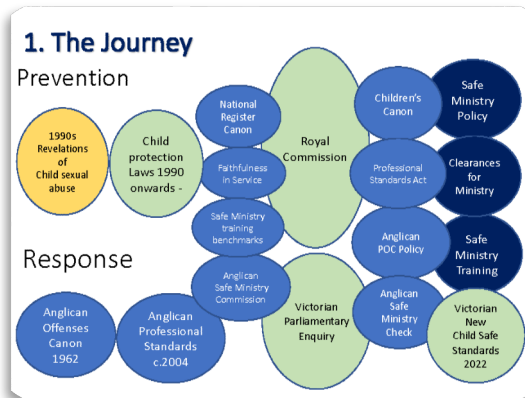 1. The Journey
Prevention
1990s
Revelations
of
Child sexual
abuse
Child
protection
Laws 1990
onwards -
National
Register
Canon
Faithfulness
in Service
Safe Ministry
training
benchmarks
Anglican
Safe Ministry
Commission
Royal
Commission
Children's
Canon
Professional
Standards Act
Anglican
POC Policy
Anglican
Safe
Ministry
Check
Safe
Ministry
Policy
Clearances
for
Ministry
Safe
Ministry
Training
Response
Anglican
Offenses
Canon
1962
Anglican
Professional
Standards
c.2004
Victorian
Parliamentary
Enquiry
Victorian
New
Child Safe
Standards
2022